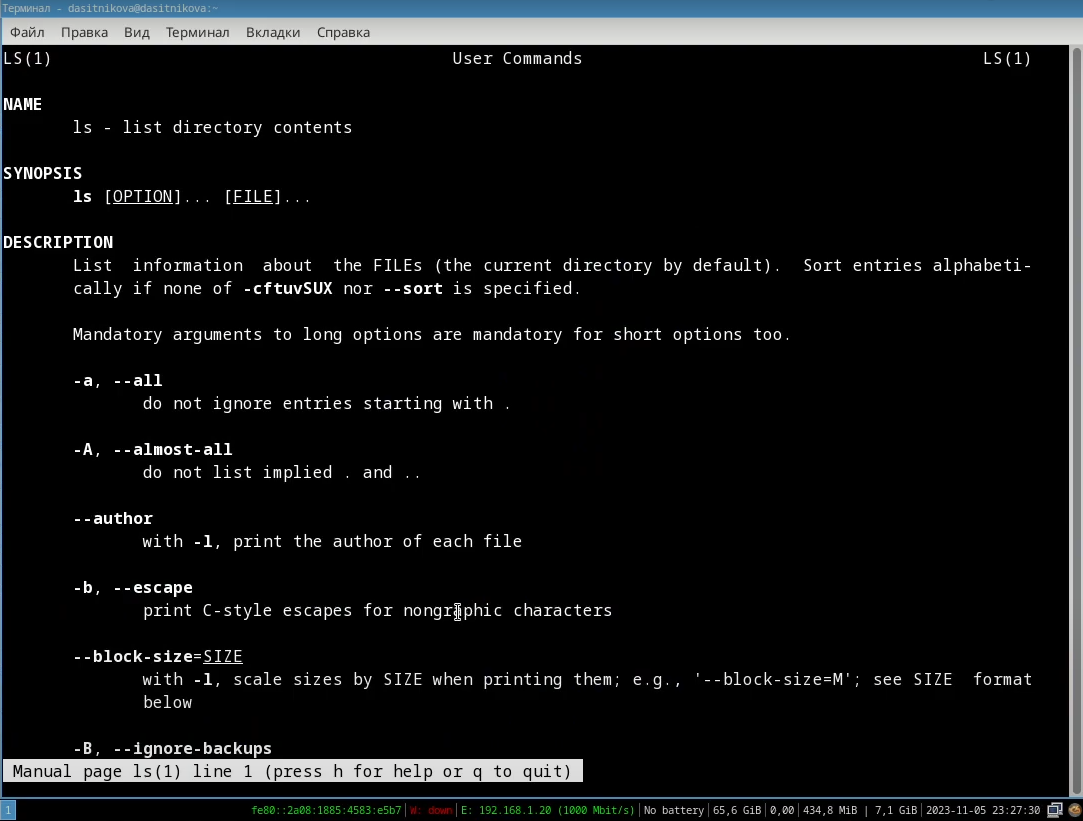 Терминал - dasitnikova@dasitnikova:~
Файл Правка Вид Терминал Вкладки Справка
LS(1) User Commands LS(1)
NAME
ls - list directory contents
SYNOPSIS
ls [OPTION]... [FILE]...
DESCRIPTION
List information about the FILEs (the current directory by default). Sort entries alphabeti-
cally if none of -cftuvSUX nor --sort is specified.
Mandatory arguments to long options are mandatory for short options too.
-a, --all
do not ignore entries starting with .
-A, --almost-all
do not list implied . and ..
--author
with -l, print the author of each file
-b, --escape
print C-style escapes for nongraphic characters
--block-size=SIZE
with -l, scale sizes by SIZE when printing them; e.g., '--block-size=M'; see SIZE format
below
-B, --ignore-backups
Manual page ls(1) line 1 (press h for help or q to quit)
1 fe80::2a08:1885:4583:e5b7 W: down E: 192.168.1.20 (1000 Mbit/s) No battery 65,6 GiB 0,00 434,8 MiB | 7,1 GiB 2023-11-05 23:27:30